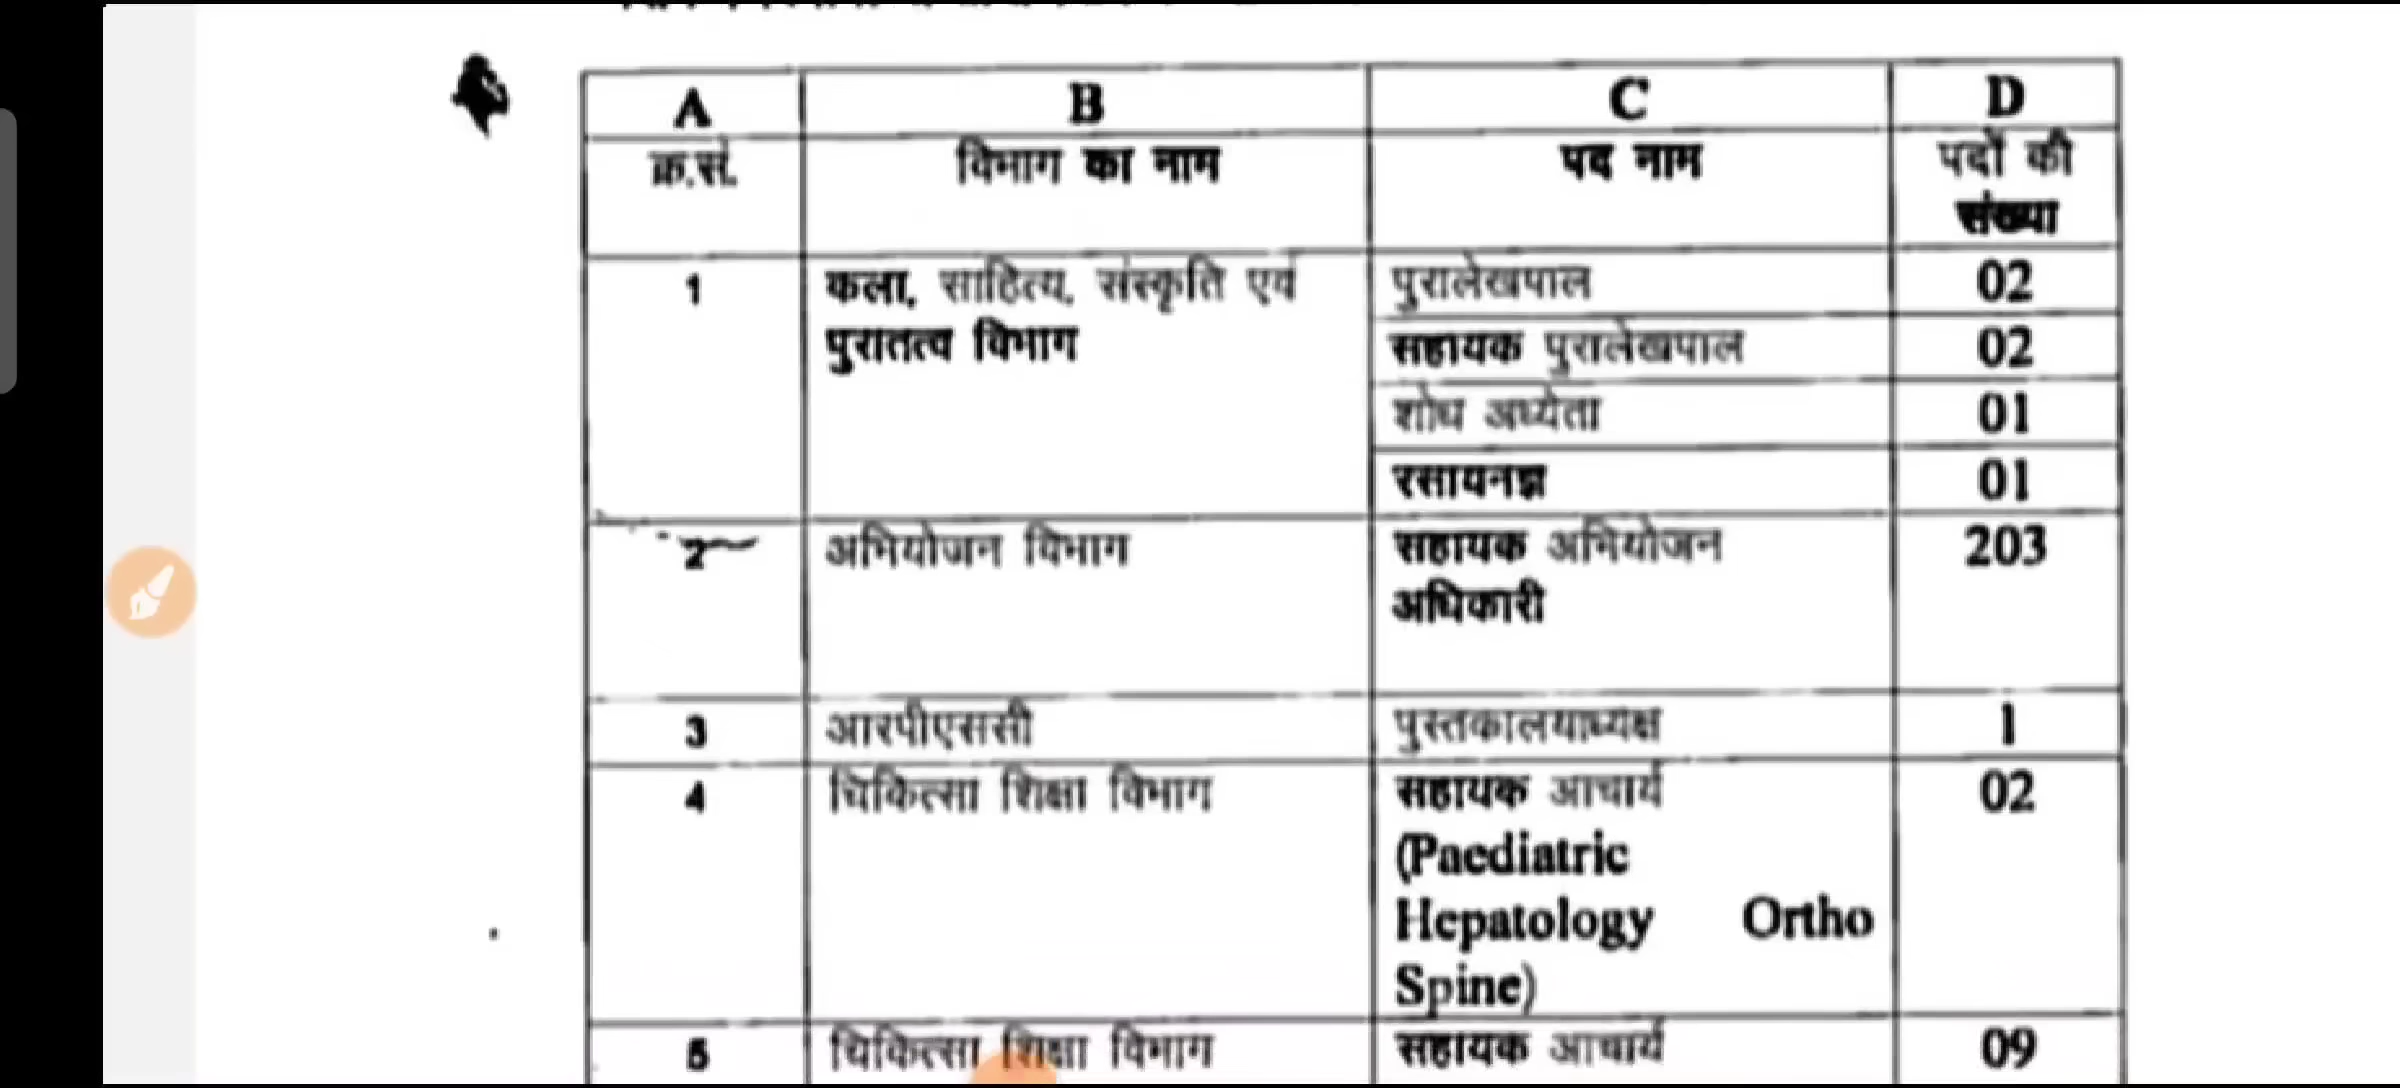 A B C D
क्र.सं. विभाग का नाम पद नाम पदों की
संख्या
1 कला, साहित्य, संस्कृति एवं पुरालेखपाल 02
पुरातत्व विभाग सहायक पुरालेखपाल 02
शोध अध्येता 01
रसायनज्ञ 01
2 अभियोजन विभाग सहायक अभियोजन 203
अधिकारी
3 आरपीएससी पुस्तकालयाध्यक्ष 1
4 चिकित्सा शिक्षा विभाग सहायक आचार्य 02
(Paediatric
Hepatology Ortho
Spine)
5 चिकित्सा शिक्षा विभाग सहायक आचार्य 09